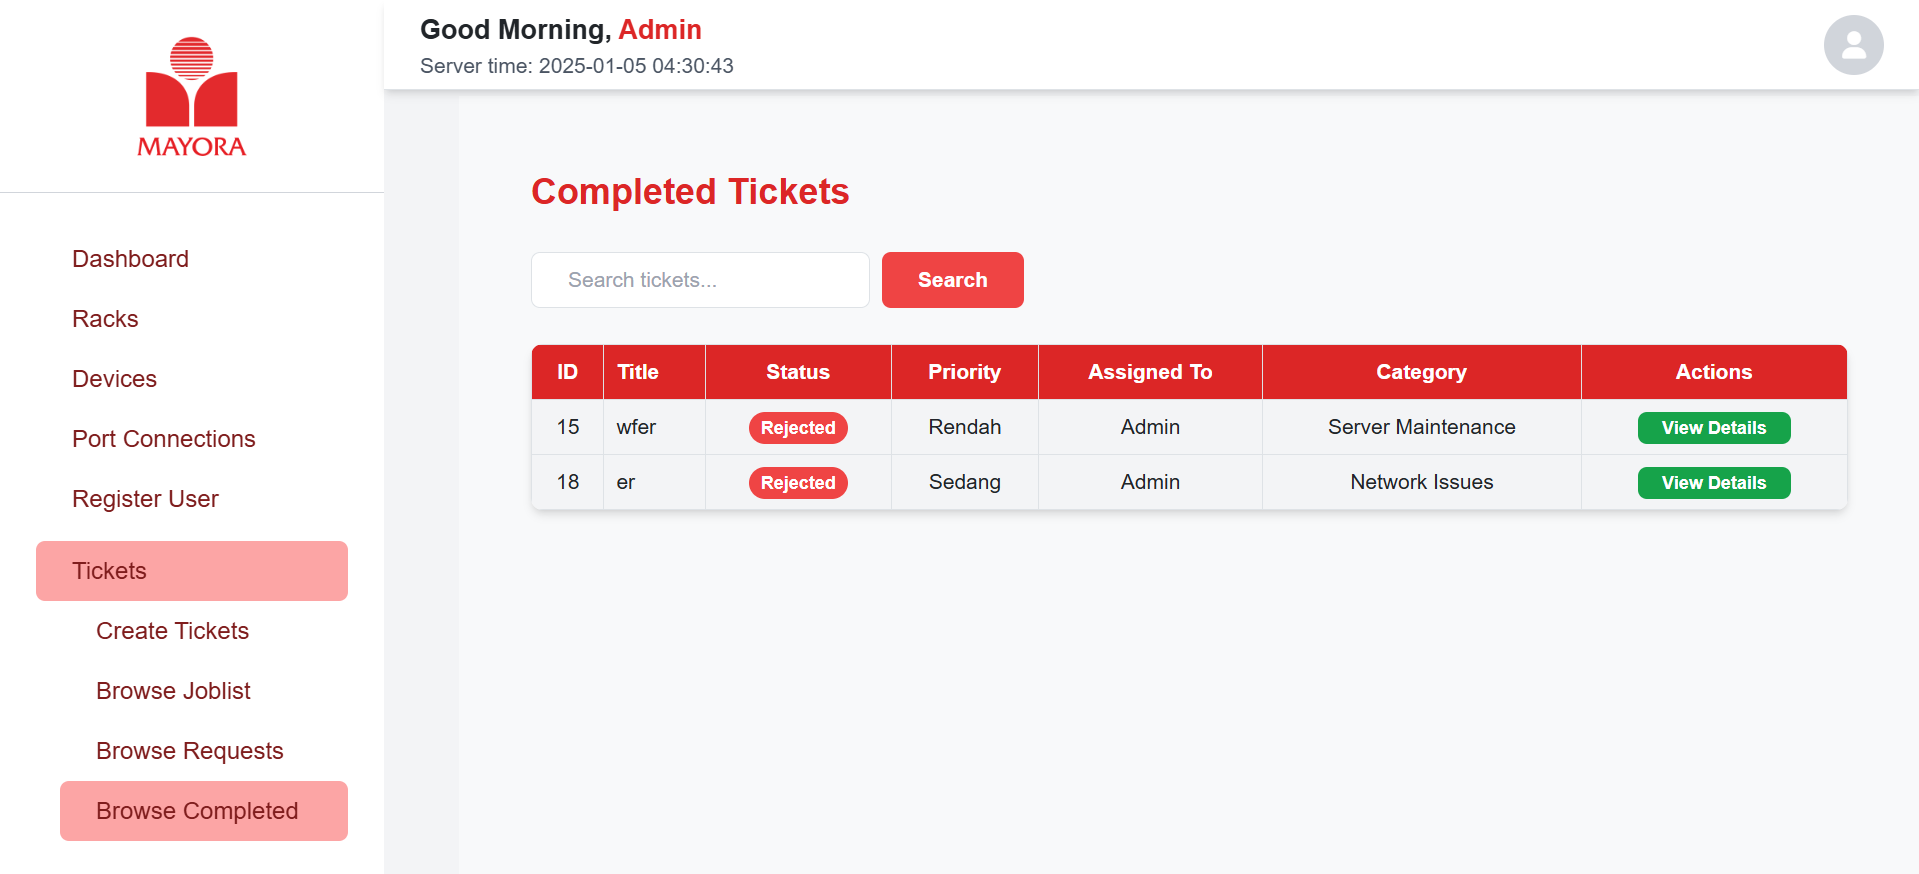 MAYORA
Good Morning, Admin
Server time: 2025-01-05 04:30:43
Dashboard
Racks
Devices
Port Connections
Register User
Tickets
Create Tickets
Browse Joblist
Browse Requests
Browse Completed
Completed Tickets
Search tickets... Search
ID Title Status Priority Assigned To Category Actions
15 wfer Rejected Rendah Admin Server Maintenance View Details
18 er Rejected Sedang Admin Network Issues View Details